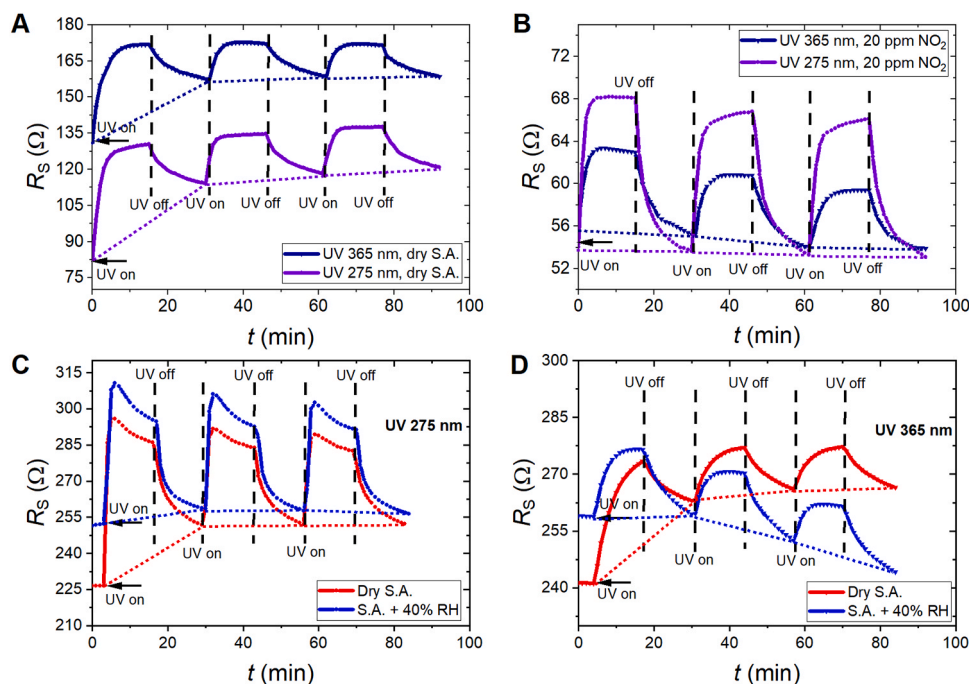 A
R_S (Ω)
180
165
150
135
120
105
90
75
UV on
UV off
UV on
UV off
UV on
UV off
UV on
UV 365 nm, dry S.A.
UV 275 nm, dry S.A.
0
20
40
60
80
100
t (min)
B
R_S (Ω)
72
68
64
60
56
52
UV 365 nm, 20 ppm NO₂
UV 275 nm, 20 ppm NO₂
UV off
UV on
UV on
UV off
UV on
UV off
0
20
40
60
80
100
t (min)
C
R_S (Ω)
315
300
285
270
255
240
225
210
UV off
UV off
UV off
UV 275 nm
UV on
UV on
UV on
UV on
Dry S.A.
S.A. + 40% RH
0
20
40
60
80
100
t (min)
D
R_S (Ω)
300
285
270
255
240
UV off
UV off
UV off
UV 365 nm
UV on
UV on
UV on
UV on
Dry S.A.
S.A. + 40% RH
0
20
40
60
80
100
t (min)